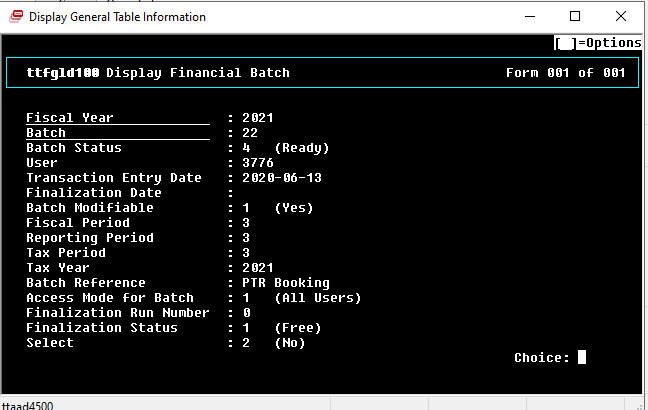 Display General Table Information
[ ]=Options
ttfgld100 Display Financial Batch Form 001 of 001
Fiscal Year : 2021
Batch : 22
Batch Status : 4 (Ready)
User : 3776
Transaction Entry Date : 2020-06-13
Finalization Date :
Batch Modifiable : 1 (Yes)
Fiscal Period : 3
Reporting Period : 3
Tax Period : 3
Tax Year : 2021
Batch Reference : PTR Booking
Access Mode for Batch : 1 (All Users)
Finalization Run Number : 0
Finalization Status : 1 (Free)
Select : 2 (No)
Choice:
ttaad4500